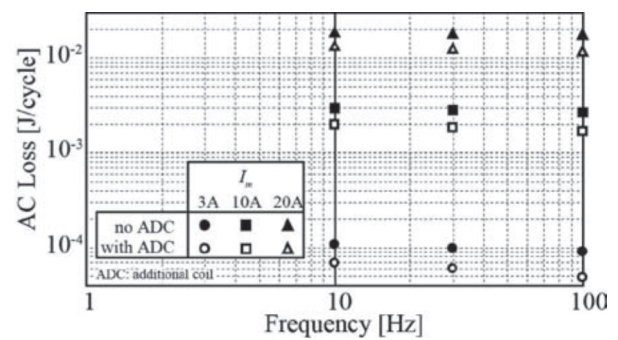 AC Loss [J/cycle]
10-2
10-3
10-4
Im
3A 10A 20A
no ADC
with ADC
ADC: additional coil
1 10 100
Frequency [Hz]